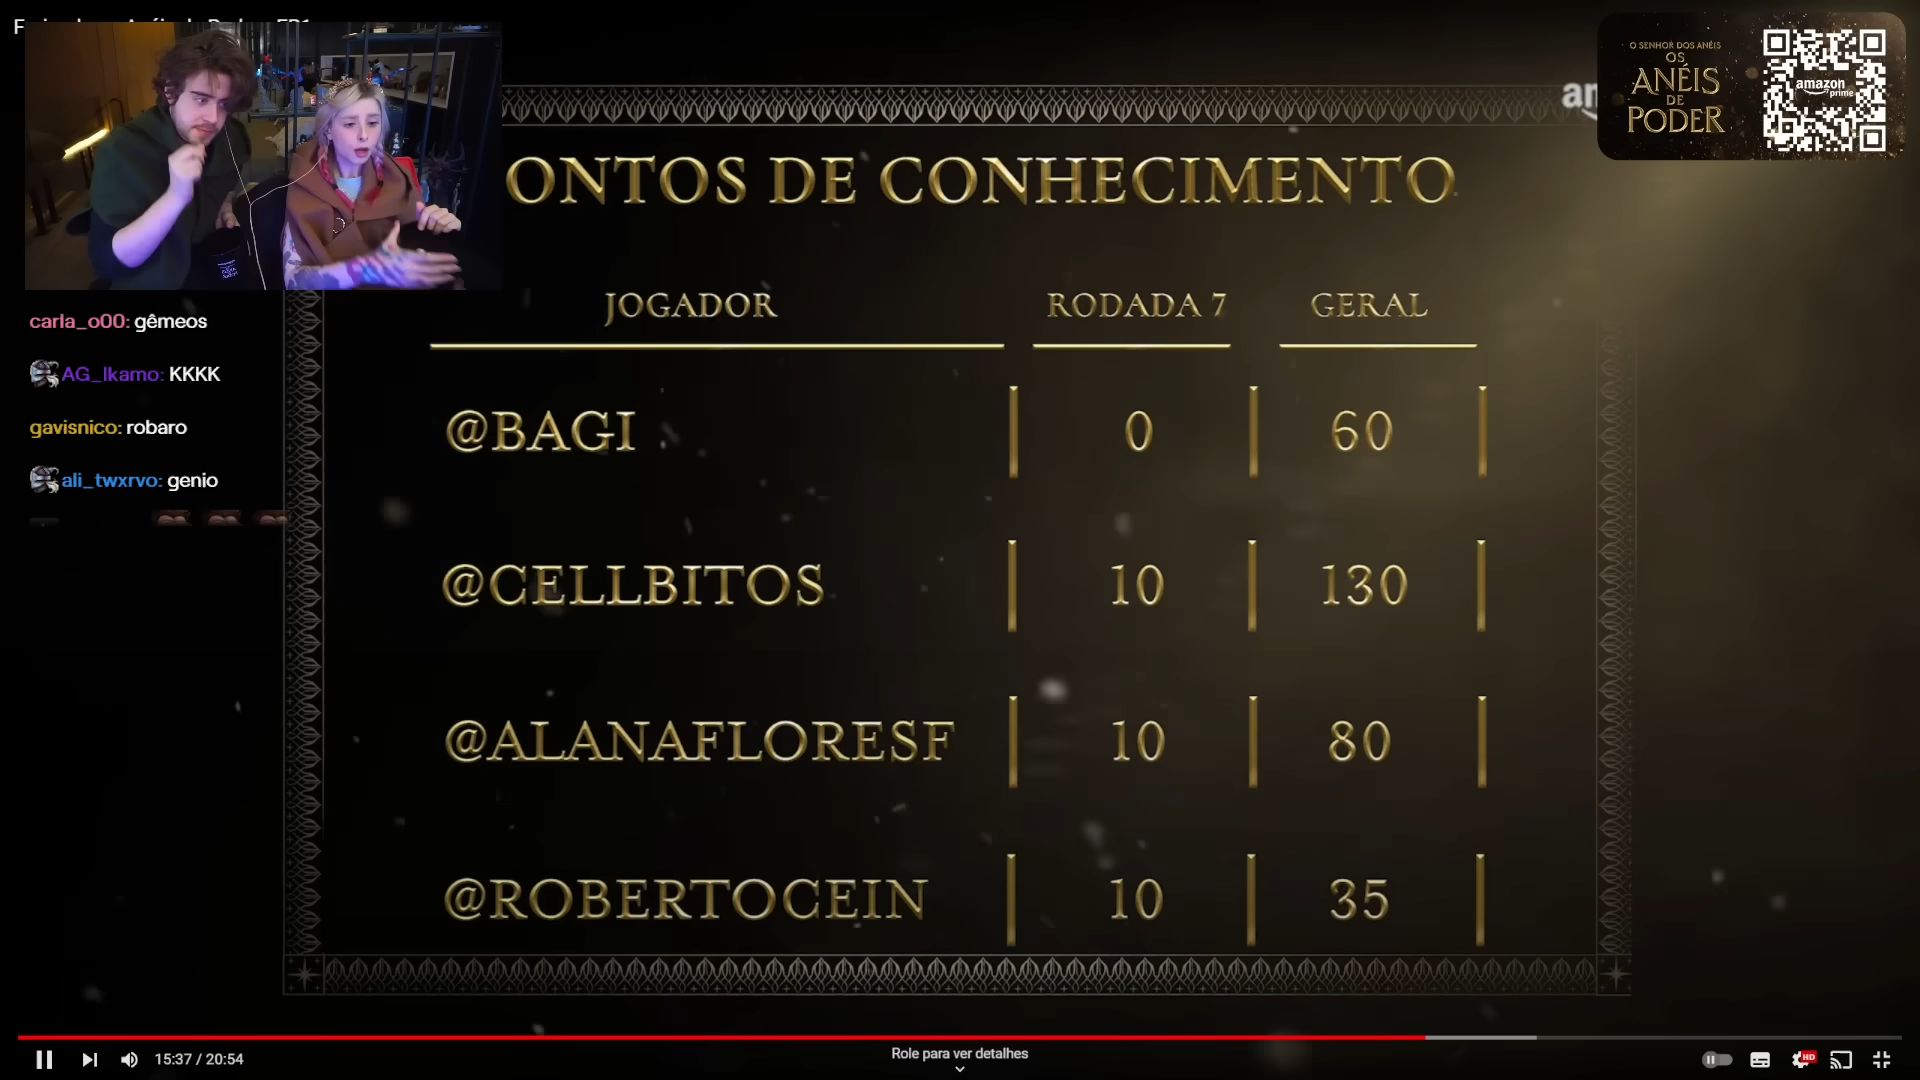 O SENHOR DOS ANÉIS
OS
ANÉIS
DE
PODER
amazon
prime
ONTOS DE CONHECIMENTO
JOGADOR RODADA 7 GERAL
@BAGI 0 60
@CELLBITOS 10 130
@ALANAFLORESF 10 80
@ROBERTOCEIN 10 35
carla_o00: gêmeos
AG_Ikamo: KKKK
gavisnico: robaro
ali_twxrvo: genio
15:37 / 20:54
Role para ver detalhes
HD